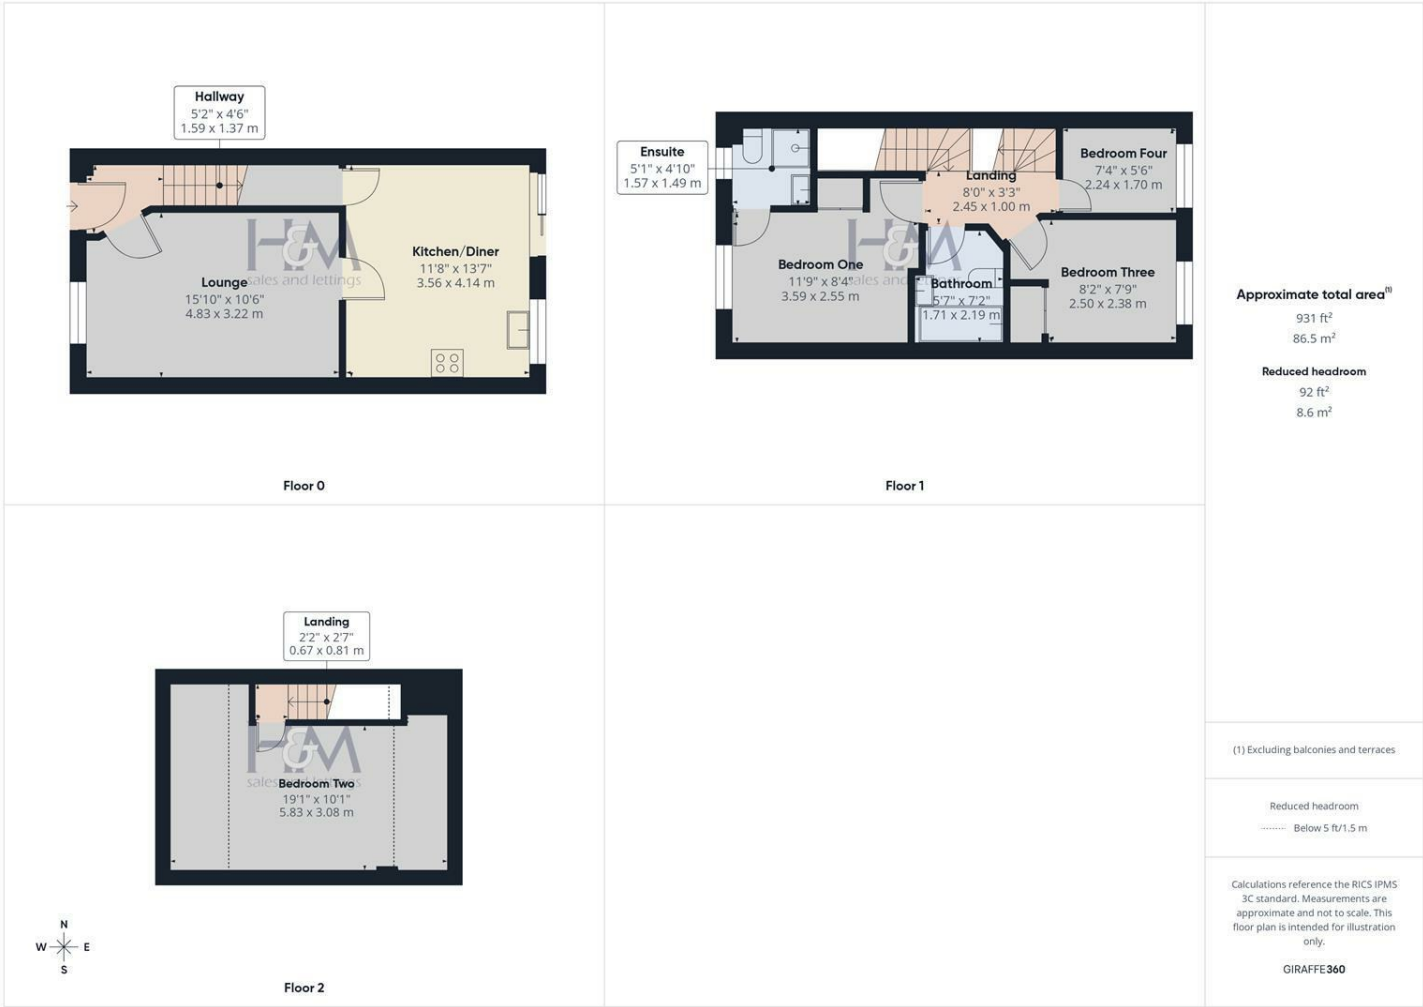 Hallway
5'2" x 4'6"
1.59 x 1.37 m
Lounge
15'10" x 10'6"
4.83 x 3.22 m
Kitchen/Diner
11'8" x 13'7"
3.56 x 4.14 m
H&M
sales and lettings
Floor 0
Ensuite
5'1" x 4'10"
1.57 x 1.49 m
Bedroom Four
7'4" x 5'6"
2.24 x 1.70 m
Landing
8'0" x 3'3"
2.45 x 1.00 m
Bedroom One
11'9" x 8'4"
3.59 x 2.55 m
Bathroom
5'7" x 7'2"
1.71 x 2.19 m
Bedroom Three
8'2" x 7'9"
2.50 x 2.38 m
H&M
sales and lettings
Floor 1
Landing
2'2" x 2'7"
0.67 x 0.81 m
H&M
sales and lettings
Bedroom Two
19'1" x 10'1"
5.83 x 3.08 m
N
W E
S
Floor 2
Approximate total area(1)
931 ft²
86.5 m²
Reduced headroom
92 ft²
8.6 m²
(1) Excluding balconies and terraces
Reduced headroom
Below 5 ft/1.5 m
Calculations reference the RICS IPMS
3C standard. Measurements are
approximate and not to scale. This
floor plan is intended for illustration
only.
GIRAFFE360